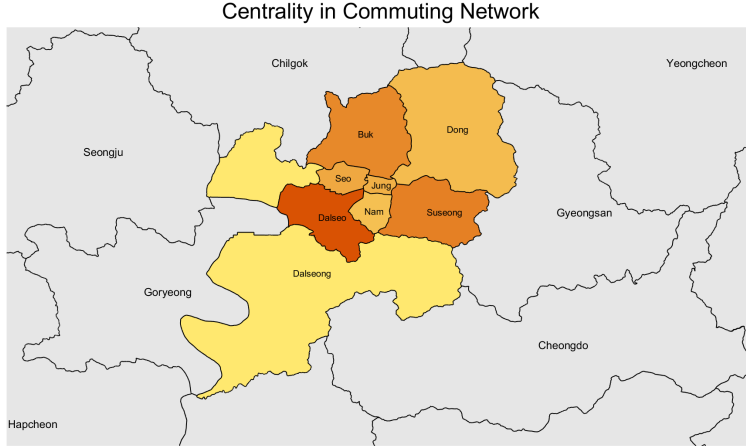 Centrality in Commuting Network
Chilgok
Yeongcheon
Buk
Dong
Seongju
Seo
Jung
Dalseo
Nam
Suseong
Gyeongsan
Dalseong
Goryeong
Cheongdo
Hapcheon